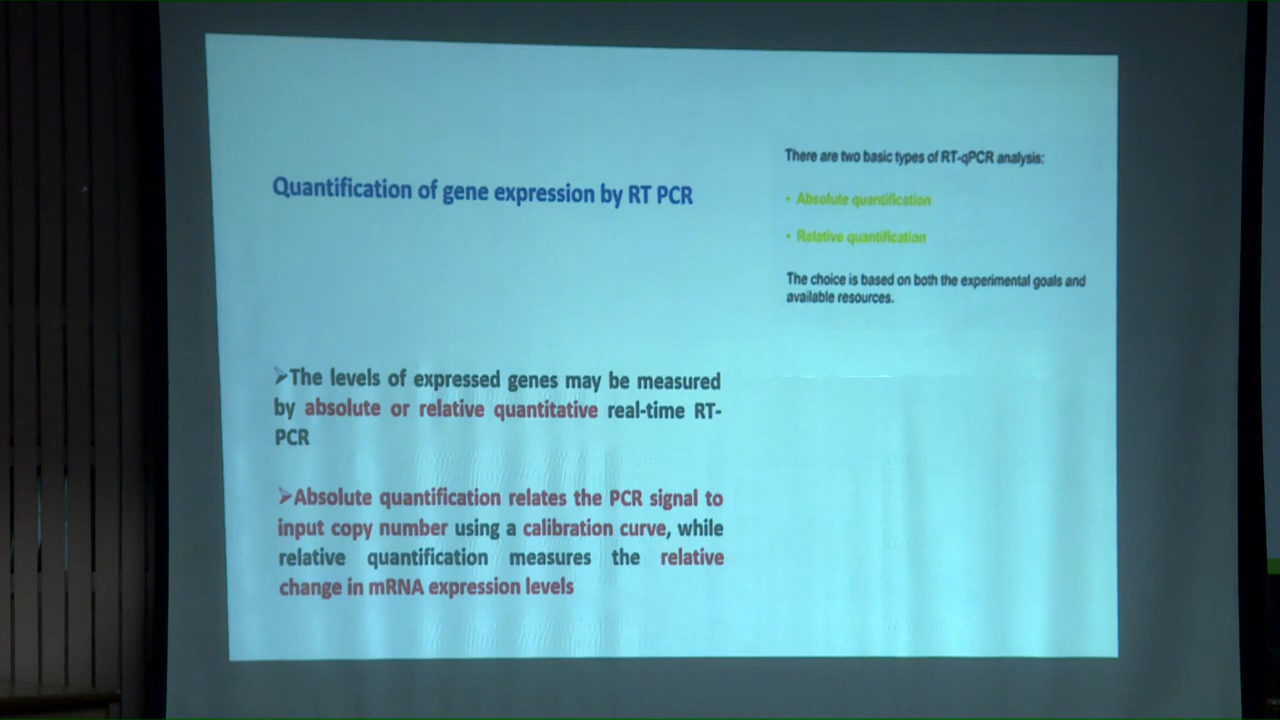 Quantification of gene expression by RT PCR
➢The levels of expressed genes may be measured
by absolute or relative quantitative real-time RT-
PCR
➢Absolute quantification relates the PCR signal to
input copy number using a calibration curve, while
relative quantification measures the relative
change in mRNA expression levels
There are two basic types of RT-qPCR analysis:
• Absolute quantification
• Relative quantification
The choice is based on both the experimental goals and
available resources.